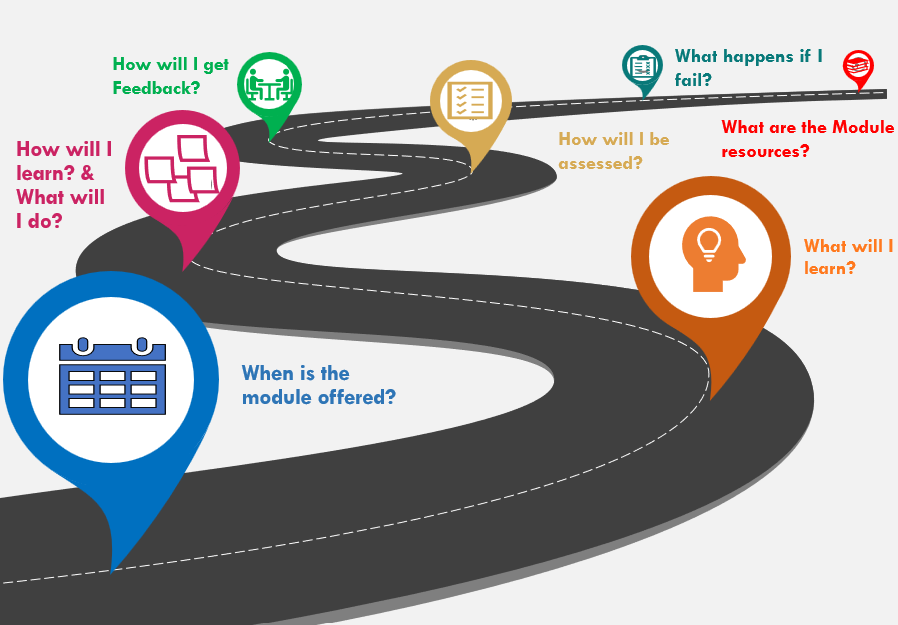 How will I get
Feedback?
What happens if I
fail?
What are the Module
resources?
How will I be
assessed?
How will I
learn? &
What will
I do?
What will I
learn?
When is the
module offered?